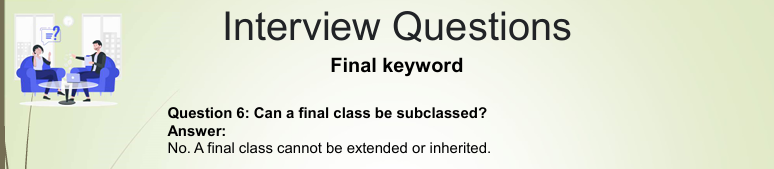 Interview Questions
Final keyword
Question 6: Can a final class be subclassed?
Answer:
No. A final class cannot be extended or inherited.